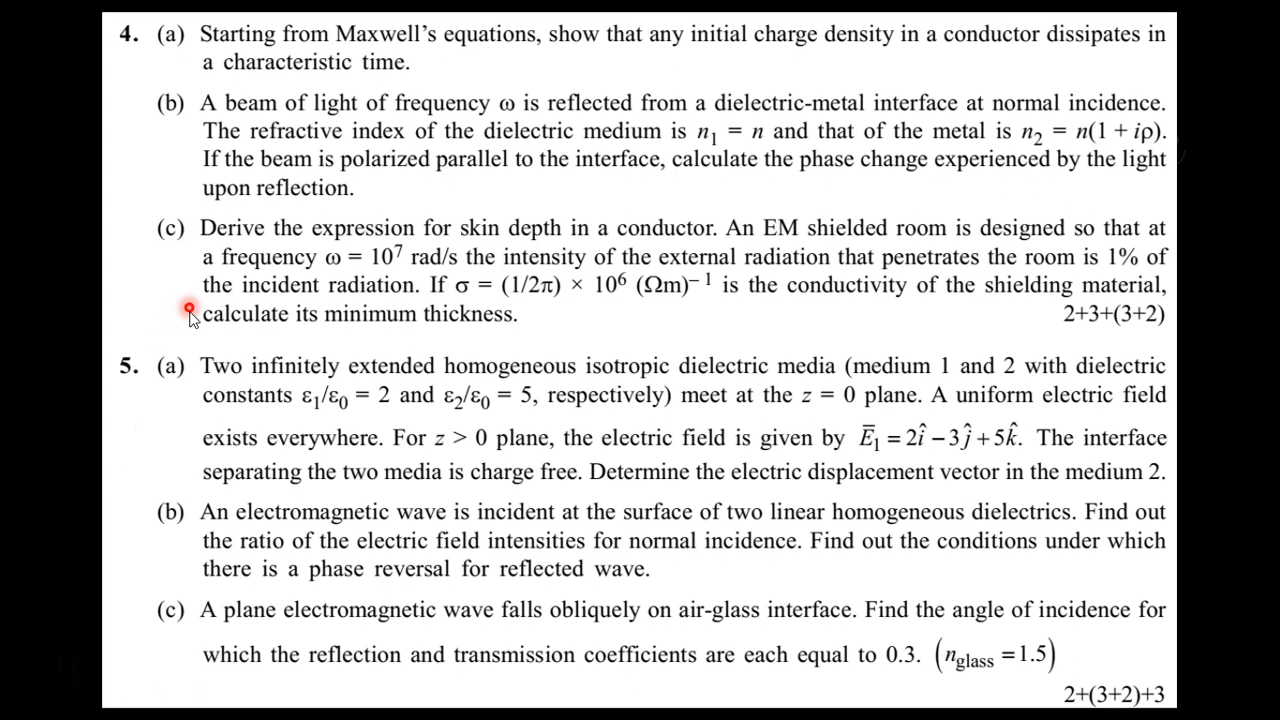 4. (a) Starting from Maxwell’s equations, show that any initial charge density in a conductor dissipates in
a characteristic time.
(b) A beam of light of frequency ω is reflected from a dielectric-metal interface at normal incidence.
The refractive index of the dielectric medium is n₁ = n and that of the metal is n₂ = n(1 + iρ).
If the beam is polarized parallel to the interface, calculate the phase change experienced by the light
upon reflection.
(c) Derive the expression for skin depth in a conductor. An EM shielded room is designed so that at
a frequency ω = 10⁷ rad/s the intensity of the external radiation that penetrates the room is 1% of
the incident radiation. If σ = (1/2π) × 10⁶ (Ωm)⁻¹ is the conductivity of the shielding material,
calculate its minimum thickness. 2+3+(3+2)
5. (a) Two infinitely extended homogeneous isotropic dielectric media (medium 1 and 2 with dielectric
constants ε₁/ε₀ = 2 and ε₂/ε₀ = 5, respectively) meet at the z = 0 plane. A uniform electric field
exists everywhere. For z > 0 plane, the electric field is given by E̅₁ = 2î − 3ĵ + 5k̂. The interface
separating the two media is charge free. Determine the electric displacement vector in the medium 2.
(b) An electromagnetic wave is incident at the surface of two linear homogeneous dielectrics. Find out
the ratio of the electric field intensities for normal incidence. Find out the conditions under which
there is a phase reversal for reflected wave.
(c) A plane electromagnetic wave falls obliquely on air-glass interface. Find the angle of incidence for
which the reflection and transmission coefficients are each equal to 0.3. (n_glass = 1.5)
2+(3+2)+3